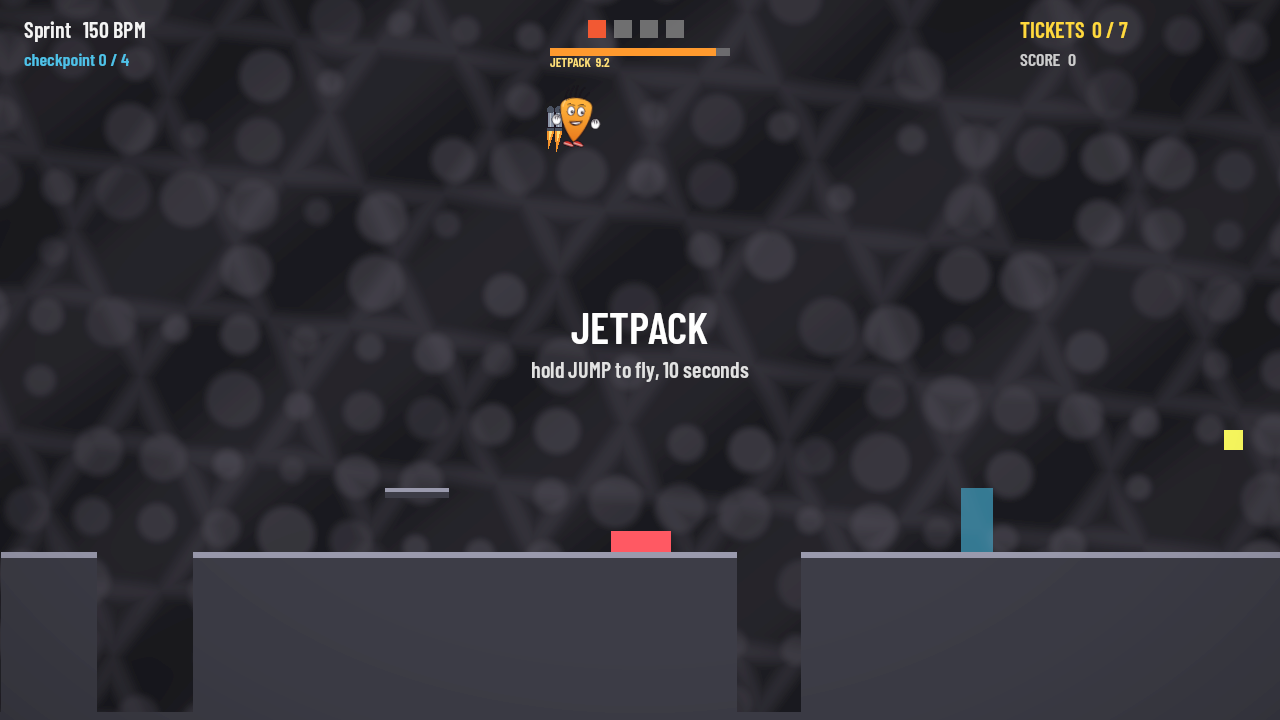 Sprint 150 BPM
checkpoint 0 / 4
JETPACK 9.2
TICKETS 0 / 7
SCORE 0
JETPACK
hold JUMP to fly, 10 seconds